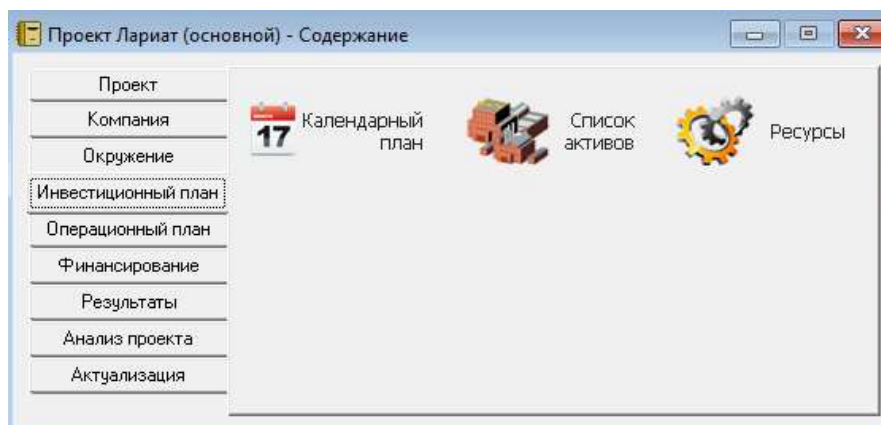 Проект Лариат (основной) - Содержание
Проект
Компания
Окружение
Инвестиционный план
Операционный план
Финансирование
Результаты
Анализ проекта
Актуализация
17
Календарный
план
Список
активов
Ресурсы